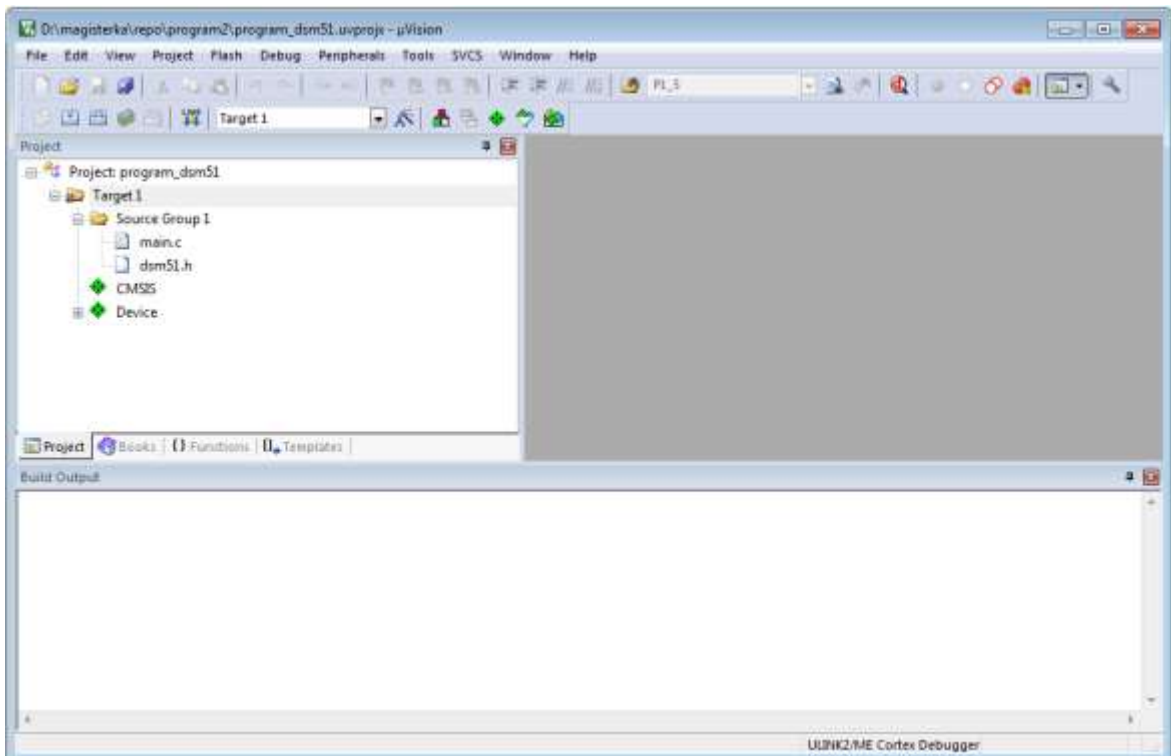 D:\magisterka\repo\program2\program_dsm51.uvprojx - µVision
File Edit View Project Flash Debug Peripherals Tools SVCS Window Help
P1_5
Target 1
Project
Project: program_dsm51
Target 1
Source Group 1
main.c
dsm51.h
CMSIS
Device
Project Books {} Functions Templates
Build Output
ULINK2/ME Cortex Debugger